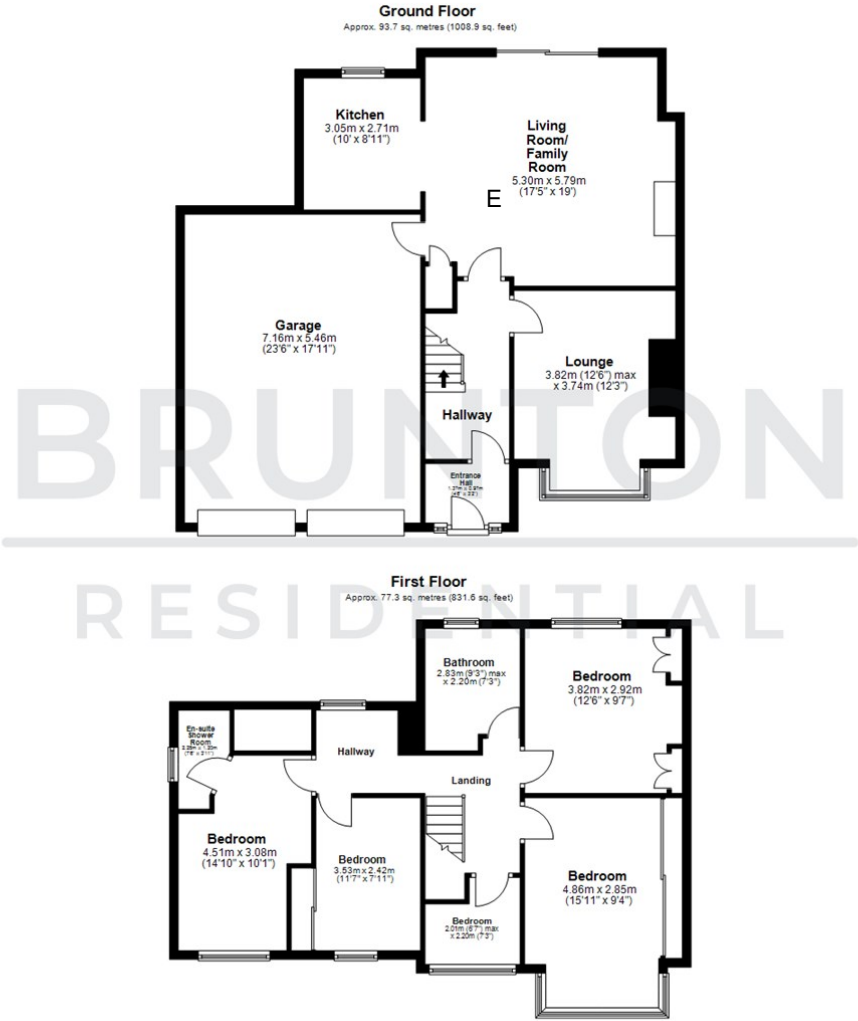 Ground Floor
Approx. 93.7 sq. metres (1008.9 sq. feet)
Kitchen
3.05m x 2.71m
(10' x 8'11")
Living
Room/
Family
Room
5.30m x 5.79m
(17'5" x 19')
E
Garage
7.16m x 5.46m
(23'6" x 17'11")
Lounge
3.82m (12'6") max
x 3.74m (12'3")
Hallway
Entrance
Hall
BRUNTON
First Floor
Approx. 77.3 sq. metres (831.6 sq. feet)
RESIDENTIAL
Bathroom
2.83m (9'3") max
x 2.20m (7'3")
Bedroom
3.82m x 2.92m
(12'6" x 9'7")
En-suite
Shower
Room
Hallway
Landing
Bedroom
4.51m x 3.08m
(14'10" x 10'1")
Bedroom
3.53m x 2.42m
(11'7" x 7'11")
Bedroom
4.86m x 2.85m
(15'11" x 9'4")
Bedroom
2.01m (6'7") max
x 2.20m (7'3")